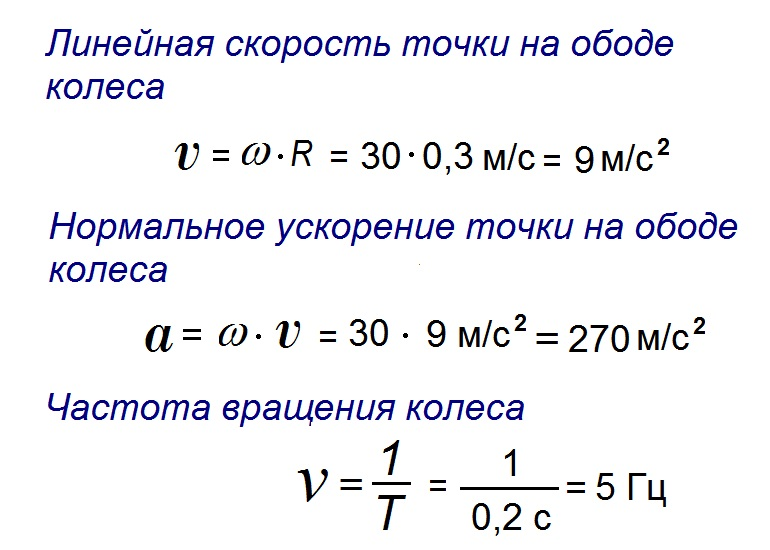 Линейная скорость точки на ободе
колеса
v = ω · R = 30 · 0,3 м/с = 9 м/с²
Нормальное ускорение точки на ободе
колеса
a = ω · v = 30 · 9 м/с² = 270 м/с²
Частота вращения колеса
ν = 1/T = 1/0,2 с = 5 Гц